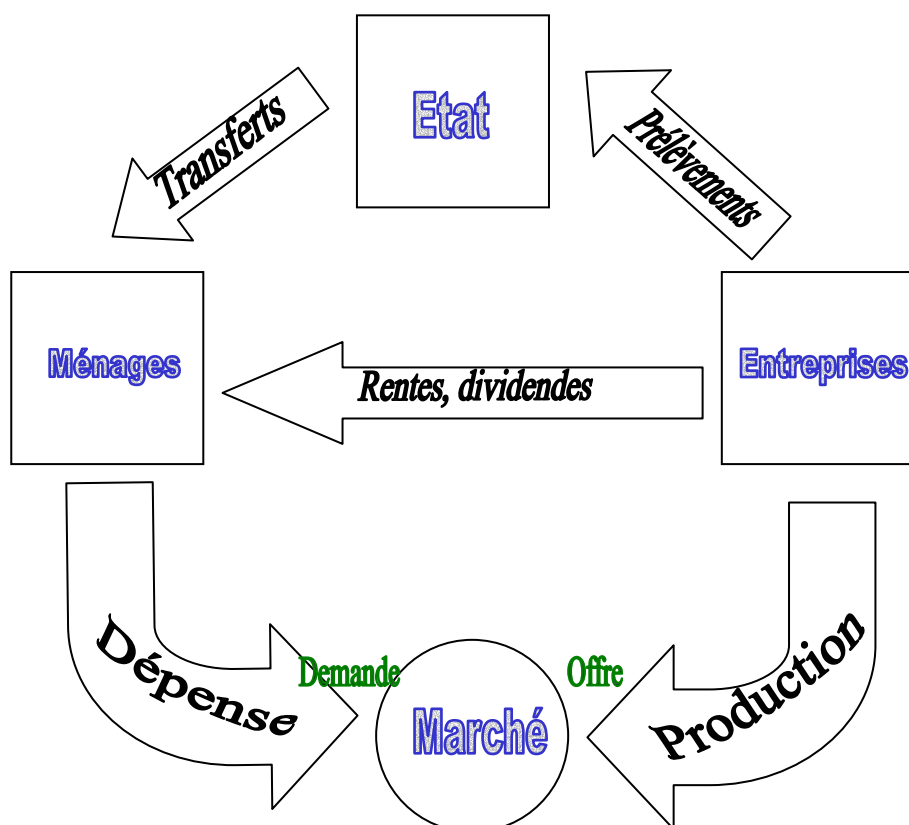 Etat
Transferts
Prélèvements
Ménages
Rentes, dividendes
Entreprises
Dépense
Demande
Marché
Offre
Production